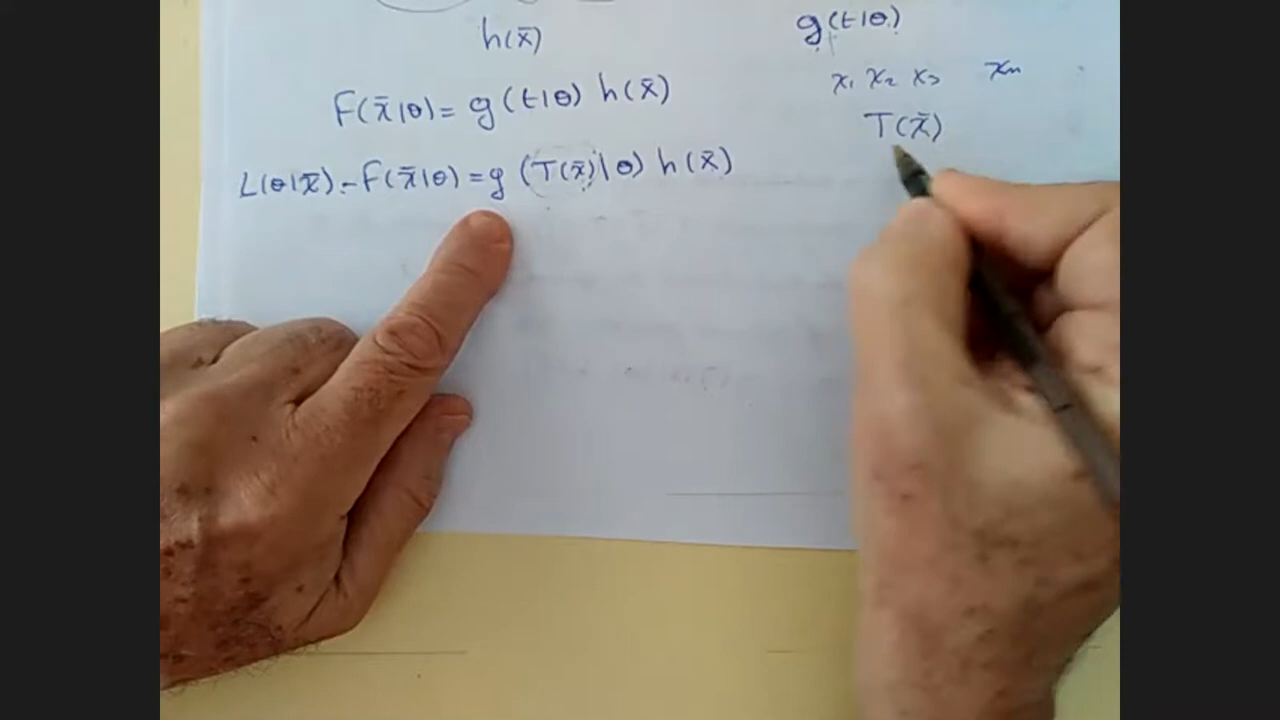 h(x̄)
g(t|θ)
x₁ x₂ x₃ xₙ
F(x̄|θ)= g(t|θ) h(x̄)
T(x̄)
L(θ|x̄) = F(x̄|θ) = g (T(x̄)|θ) h(x̄)